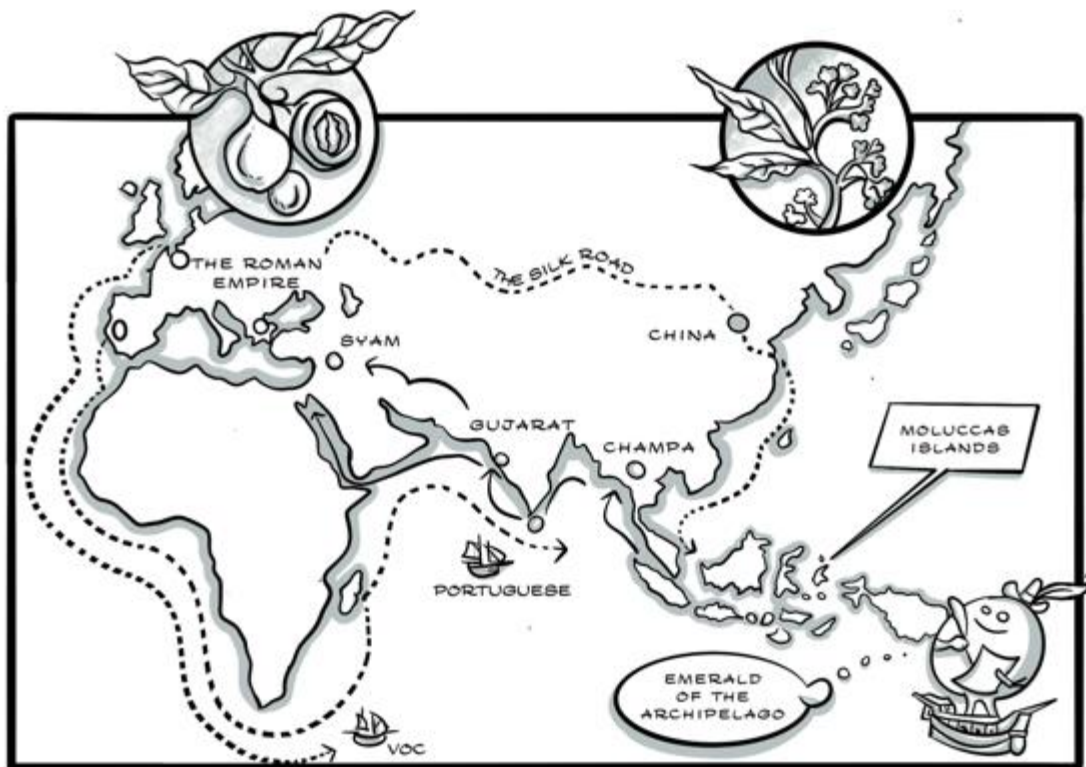 THE ROMAN
EMPIRE
THE SILK ROAD
SYAM
CHINA
GUJARAT
CHAMPA
MOLUCCAS
ISLANDS
PORTUGUESE
EMERALD
OF THE
ARCHIPELAGO
VOC